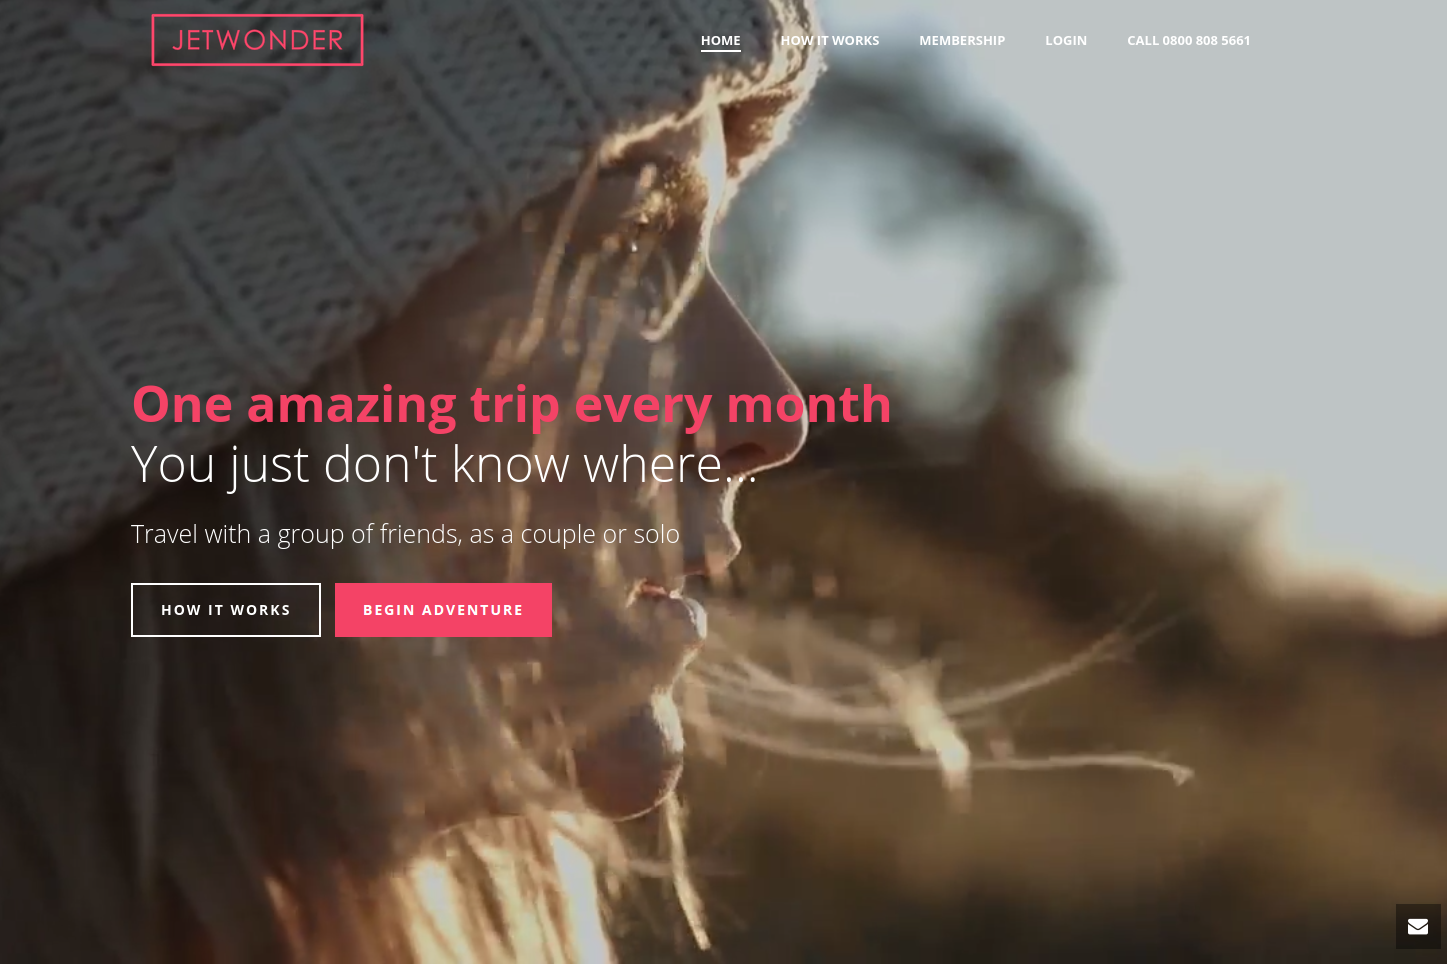 JETWONDER
HOME HOW IT WORKS MEMBERSHIP LOGIN CALL 0800 808 5661
One amazing trip every month
You just don't know where...
Travel with a group of friends, as a couple or solo
HOW IT WORKS BEGIN ADVENTURE